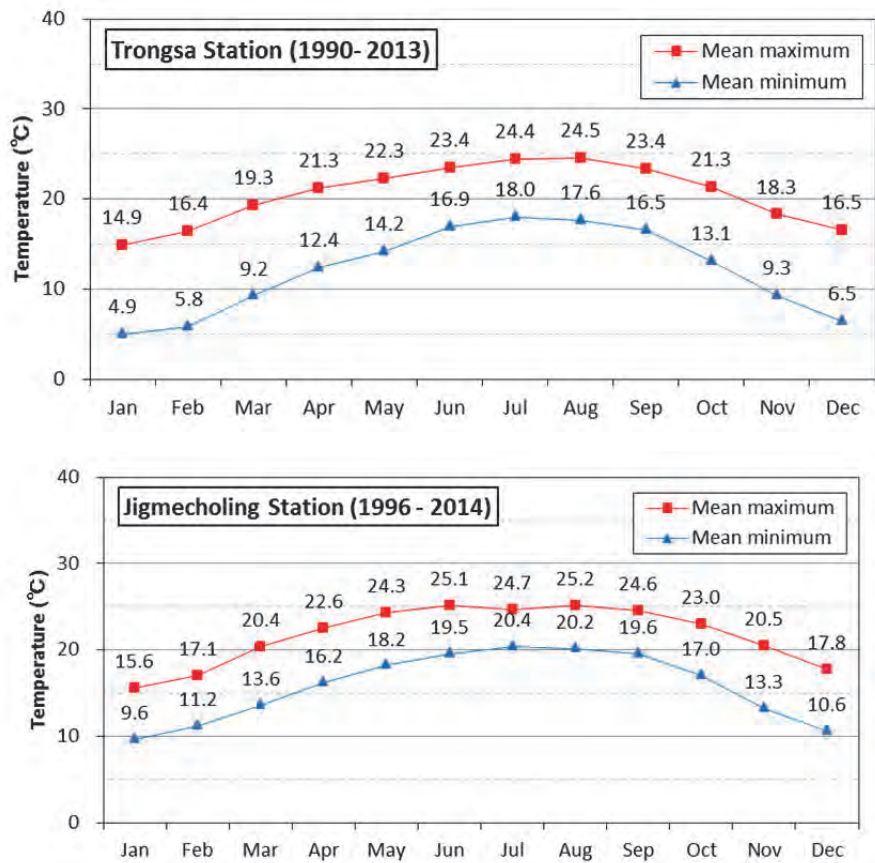 Trongsa Station (1990- 2013)
Mean maximum
Mean minimum
Temperature (℃)
40
30
20
10
0
14.9 16.4 19.3 21.3 22.3 23.4 24.4 24.5 23.4 21.3 18.3 16.5
4.9 5.8 9.2 12.4 14.2 16.9 18.0 17.6 16.5 13.1 9.3 6.5
Jan Feb Mar Apr May Jun Jul Aug Sep Oct Nov Dec
Jigmecholing Station (1996 - 2014)
Mean maximum
Mean minimum
Temperature (℃)
40
30
20
10
0
15.6 17.1 20.4 22.6 24.3 25.1 24.7 25.2 24.6 23.0 20.5 17.8
9.6 11.2 13.6 16.2 18.2 19.5 20.4 20.2 19.6 17.0 13.3 10.6
Jan Feb Mar Apr May Jun Jul Aug Sep Oct Nov Dec